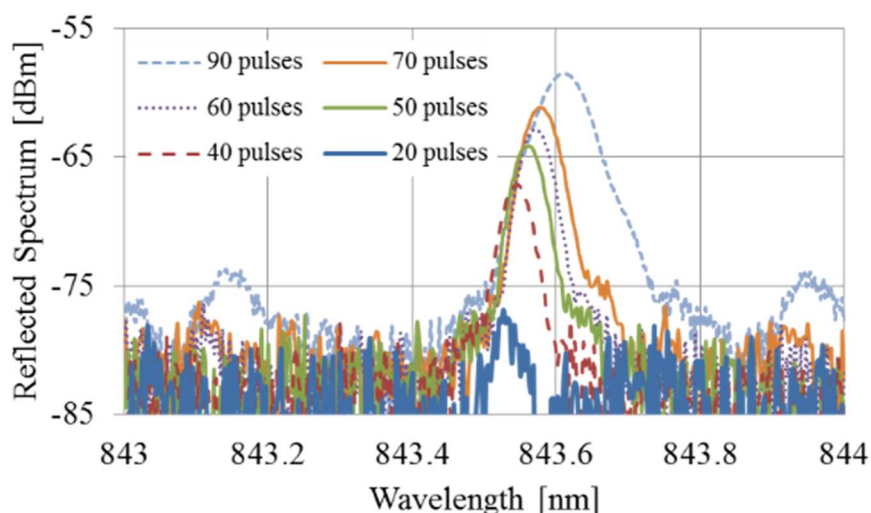 -55
90 pulses 70 pulses
60 pulses 50 pulses
-65
40 pulses 20 pulses
-75
-85
843 843.2 843.4 843.6 843.8 844
Wavelength [nm]
Reflected Spectrum [dBm]